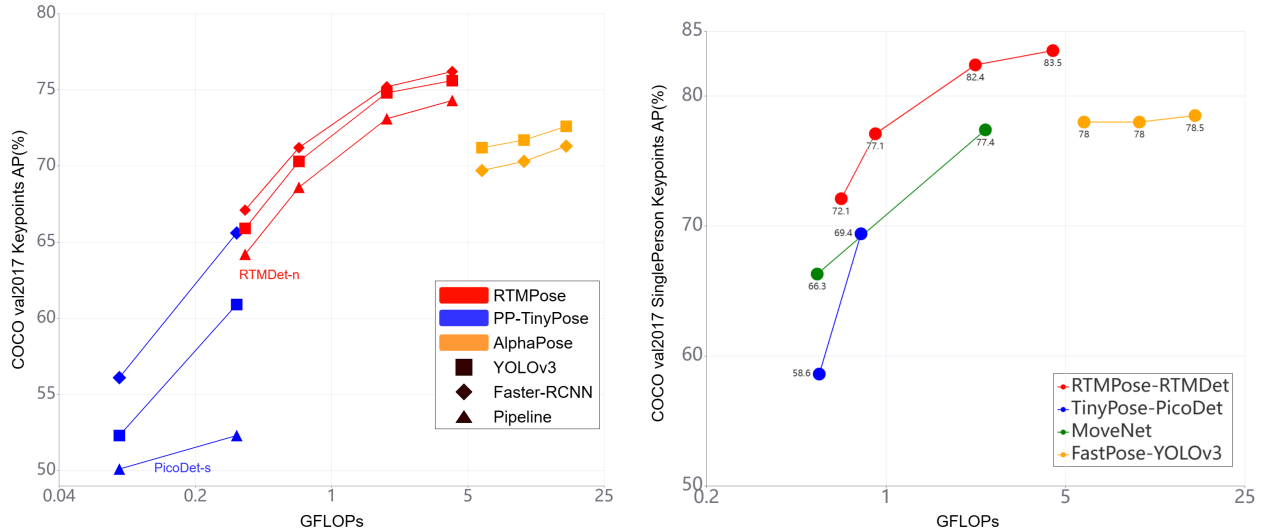 COCO val2017 Keypoints AP(%)
80
75
70
65
60
55
50
0.04
0.2
1
5
25
GFLOPs
RTMDet-n
PicoDet-s
RTMPose
PP-TinyPose
AlphaPose
YOLOv3
Faster-RCNN
Pipeline
COCO val2017 SinglePerson Keypoints AP(%)
85
80
70
60
50
0.2
1
5
25
GFLOPs
83.5
82.4
77.1
72.1
77.4
66.3
69.4
58.6
78
78
78.5
RTMPose-RTMDet
TinyPose-PicoDet
MoveNet
FastPose-YOLOv3